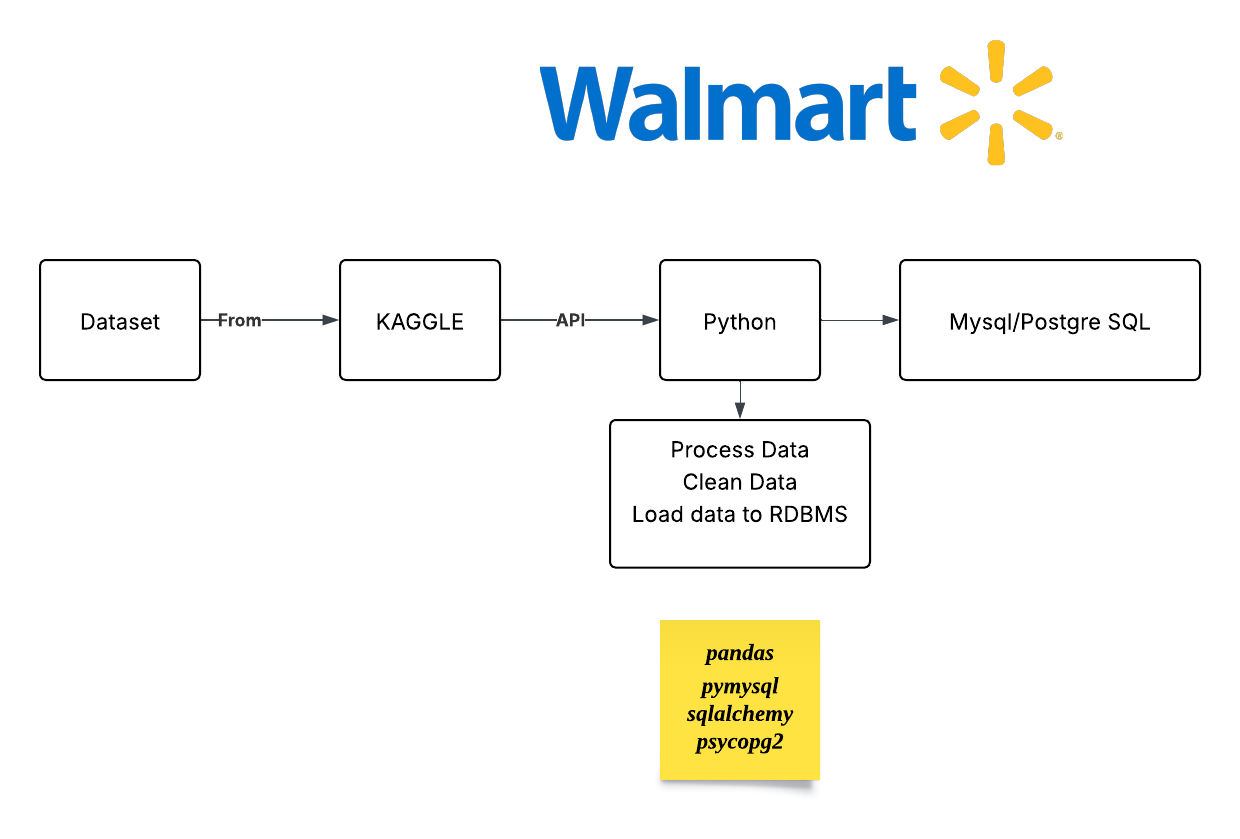 Walmart
Dataset
From
KAGGLE
API
Python
Mysql/Postgre SQL
Process Data
Clean Data
Load data to RDBMS
pandas
pymysql
sqlalchemy
psycopg2